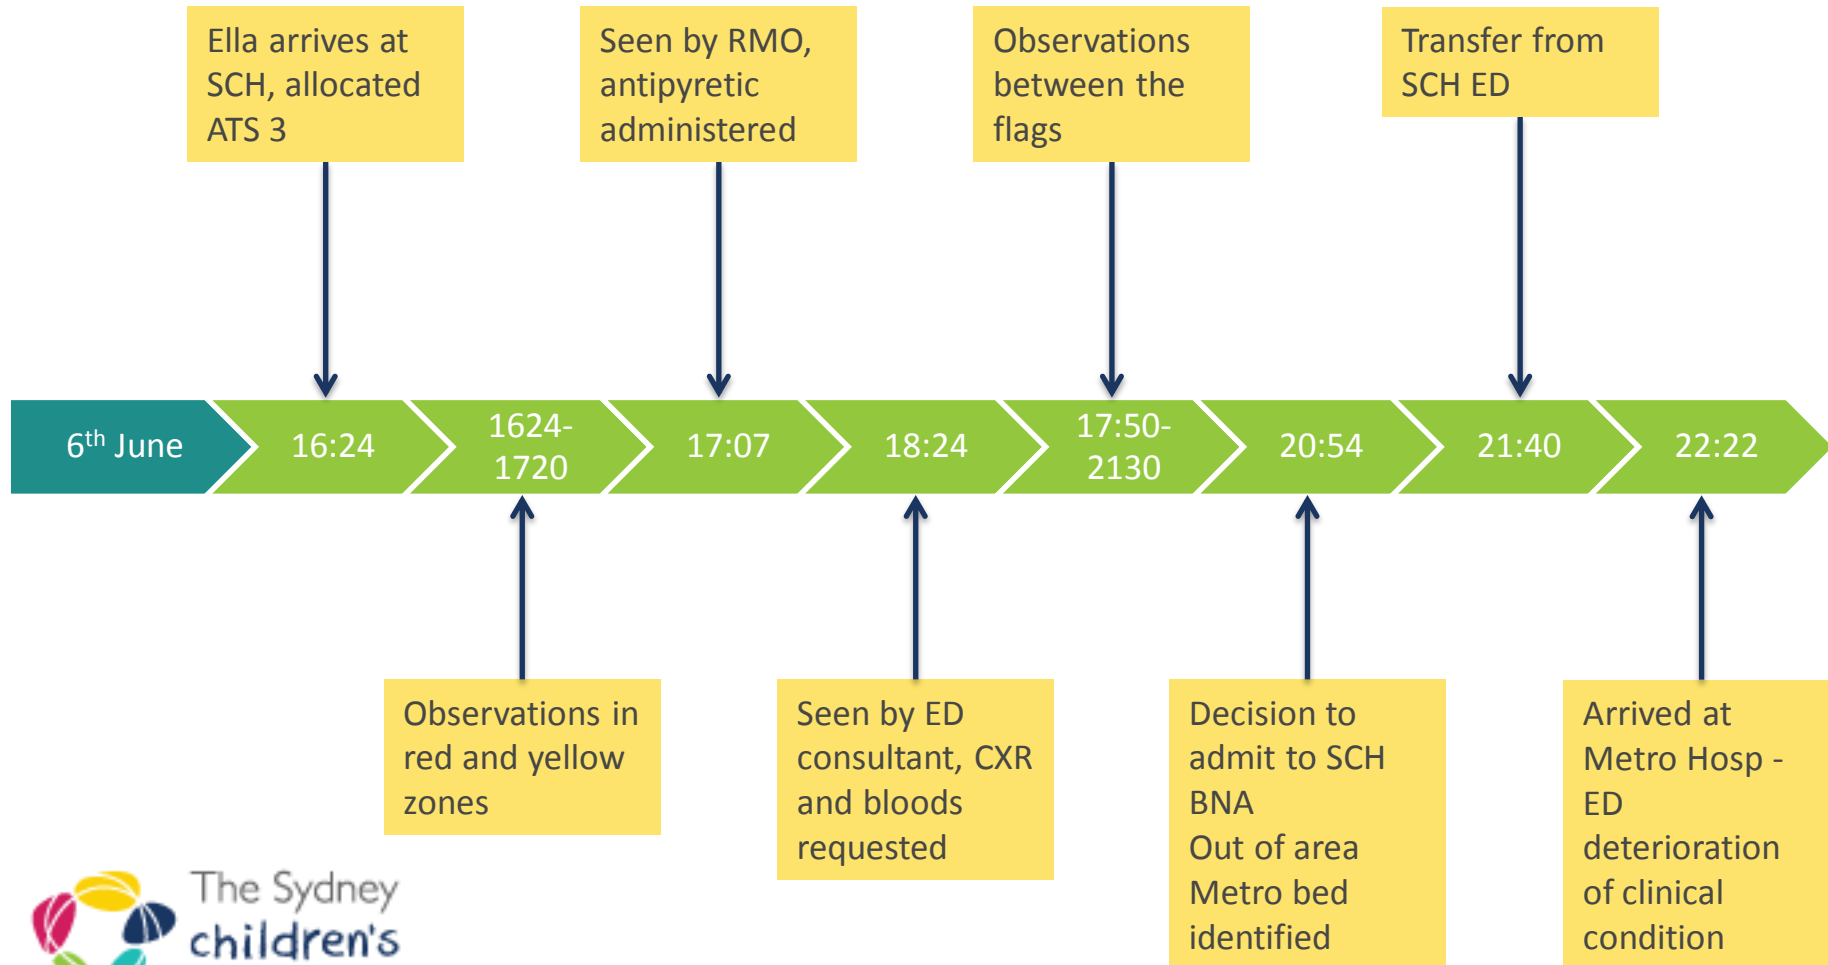 Ella arrives at
SCH, allocated
ATS 3
Seen by RMO,
antipyretic
administered
Observations
between the
flags
Transfer from
SCH ED
6th June
16:24
1624-
1720
17:07
18:24
17:50-
2130
20:54
21:40
22:22
Observations in
red and yellow
zones
Seen by ED
consultant, CXR
and bloods
requested
Decision to
admit to SCH
BNA
Out of area
Metro bed
identified
Arrived at
Metro Hosp -
ED
deterioration
of clinical
condition
The Sydney
children's